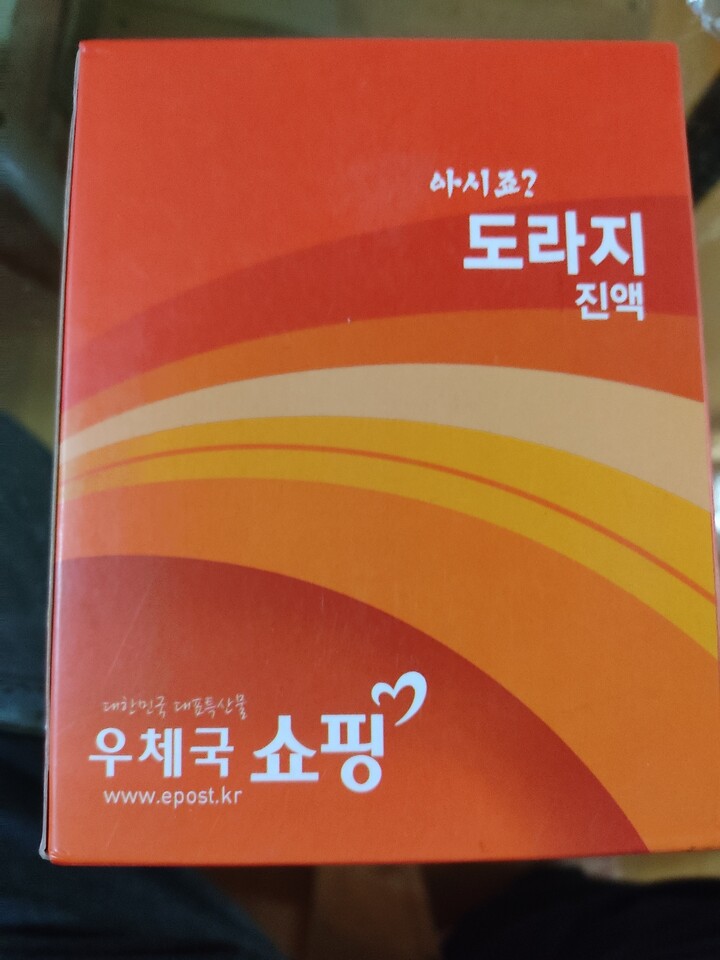 아시죠?
도라지
진액
대한민국 대표특산물
우체국 쇼핑
www.epost.kr